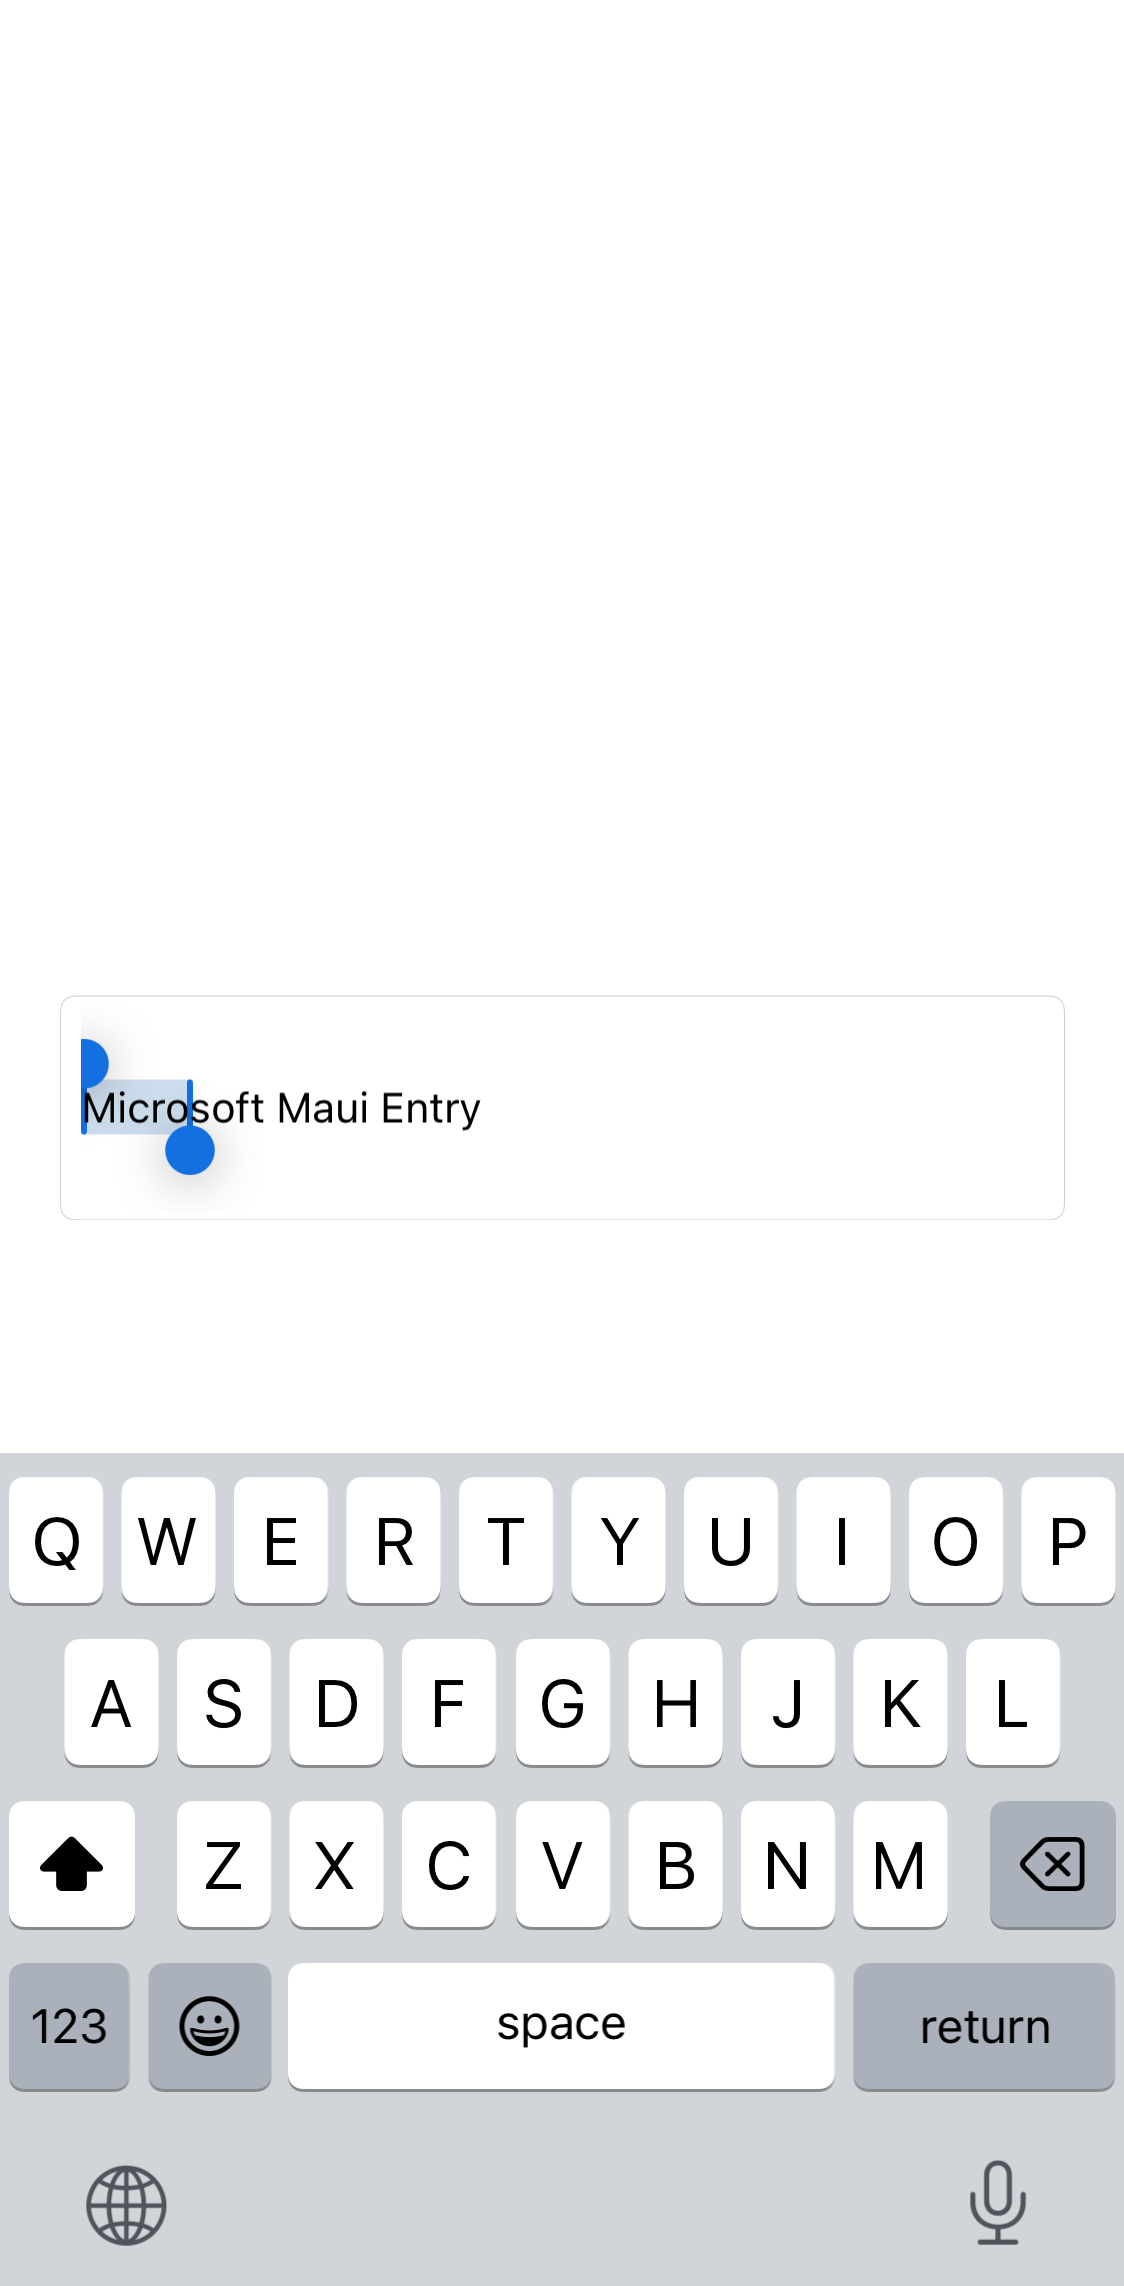 Microsoft Maui Entry
Q W E R T Y U I O P
A S D F G H J K L
Z X C V B N M
123 space return